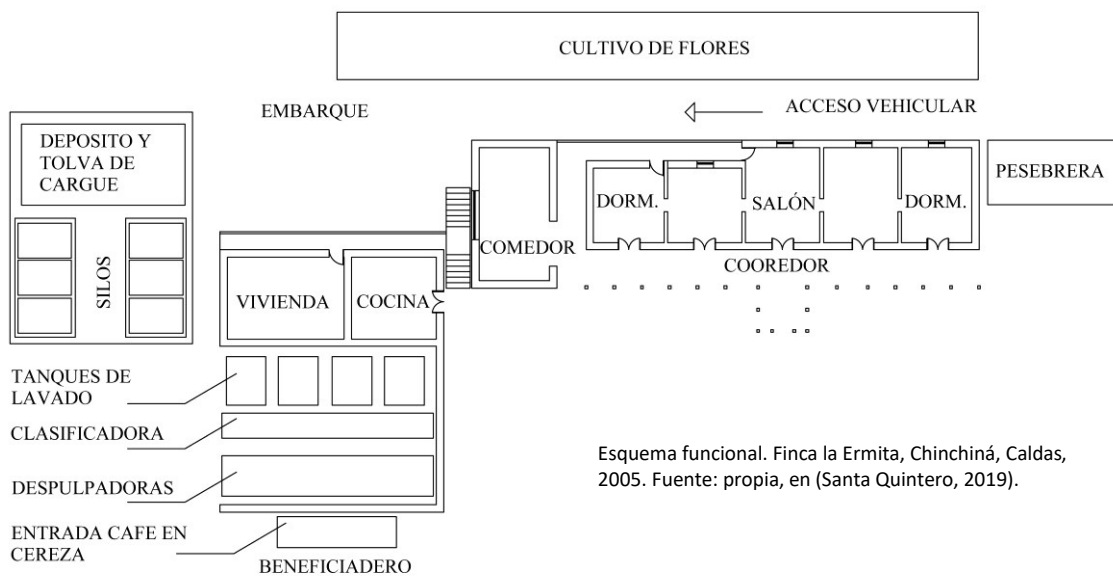 CULTIVO DE FLORES
EMBARQUE
ACCESO VEHICULAR
DEPOSITO Y
TOLVA DE
CARGUE
PESEBRERA
DORM.
SALÓN
DORM.
COMEDOR
COOREDOR
SILOS
VIVIENDA
COCINA
TANQUES DE
LAVADO
CLASIFICADORA
DESPULPADORAS
ENTRADA CAFE EN
CEREZA
BENEFICIADERO
Esquema funcional. Finca la Ermita, Chinchiná, Caldas,
2005. Fuente: propia, en (Santa Quintero, 2019).